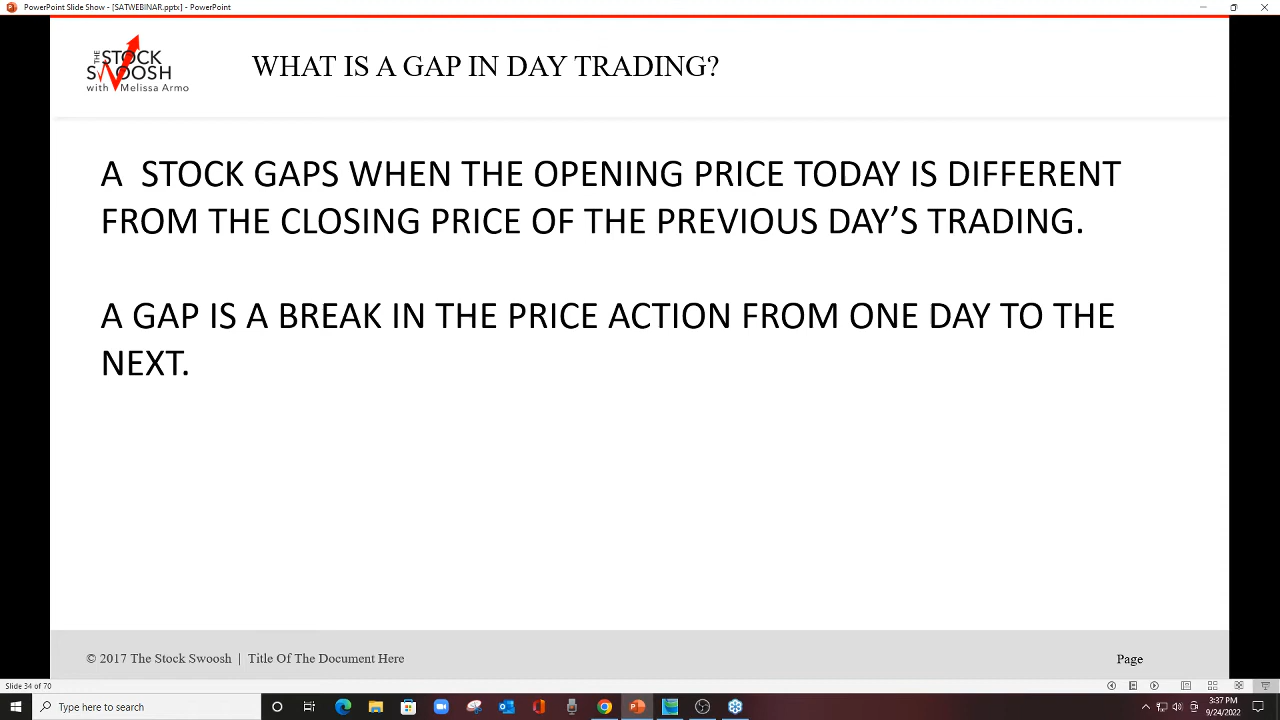 PowerPoint Slide Show - [SATWEBINAR.pptx] - PowerPoint
THE
STOCK
SWOOSH
with Melissa Armo
WHAT IS A GAP IN DAY TRADING?
A  STOCK GAPS WHEN THE OPENING PRICE TODAY IS DIFFERENT
FROM THE CLOSING PRICE OF THE PREVIOUS DAY’S TRADING.
A GAP IS A BREAK IN THE PRICE ACTION FROM ONE DAY TO THE
NEXT.
© 2017 The Stock Swoosh | Title Of The Document Here
Page
Slide 34 of 70
Type here to search
3:37 PM
9/24/2022